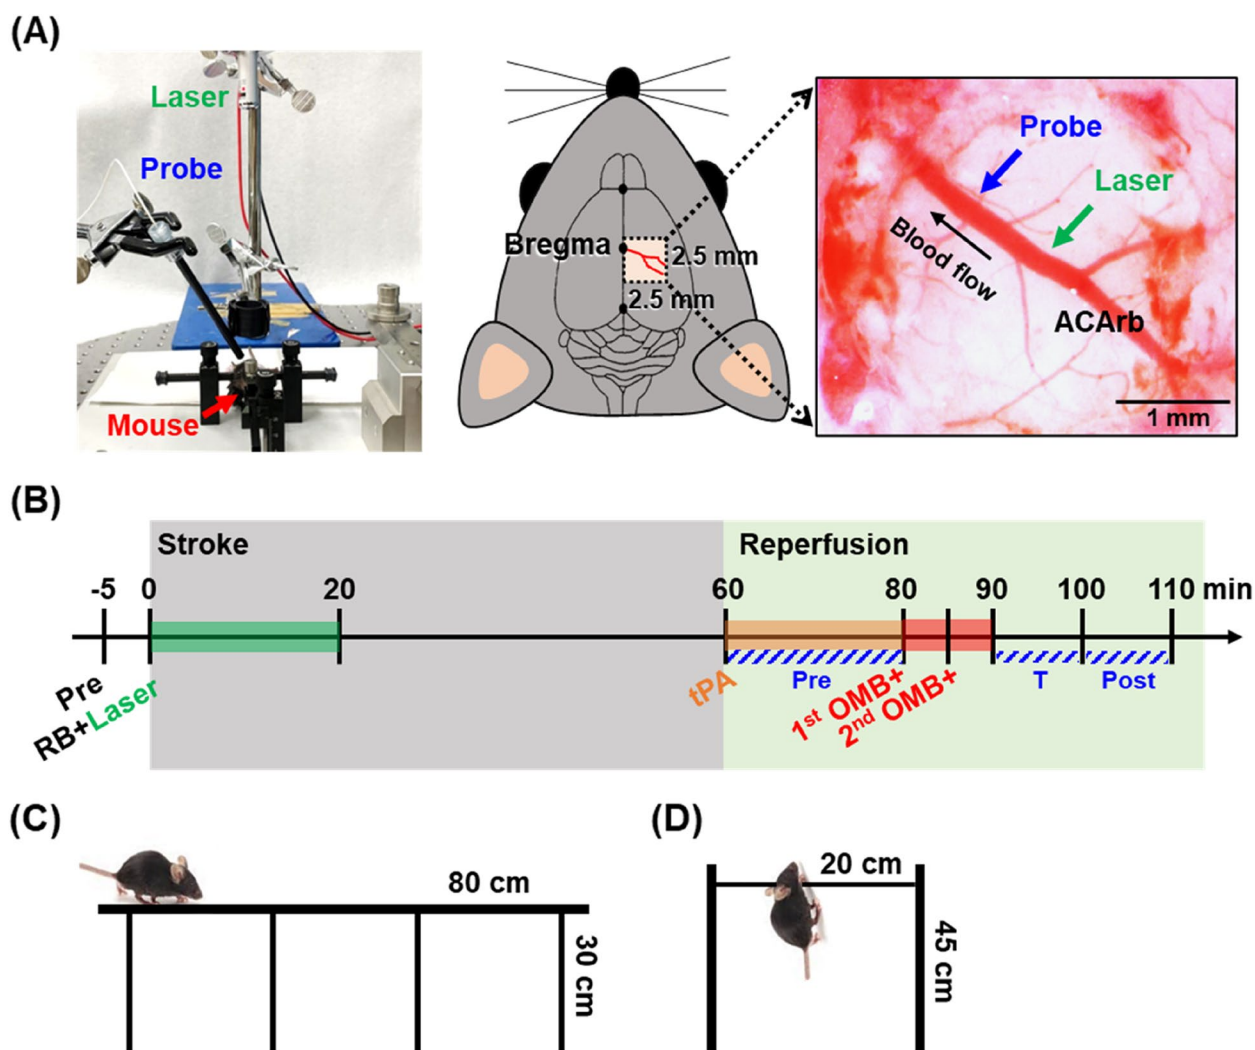 (A)
Laser
Probe
Mouse
Bregma
2.5 mm
2.5 mm
Probe
Laser
Blood flow
ACArb
1 mm
(B)
Stroke
Reperfusion
-5 0 20 60 80 90 100 110 min
Pre
RB+Laser
tPA
Pre
1st OMB+
2nd OMB+
T
Post
(C)
80 cm
30 cm
(D)
20 cm
45 cm